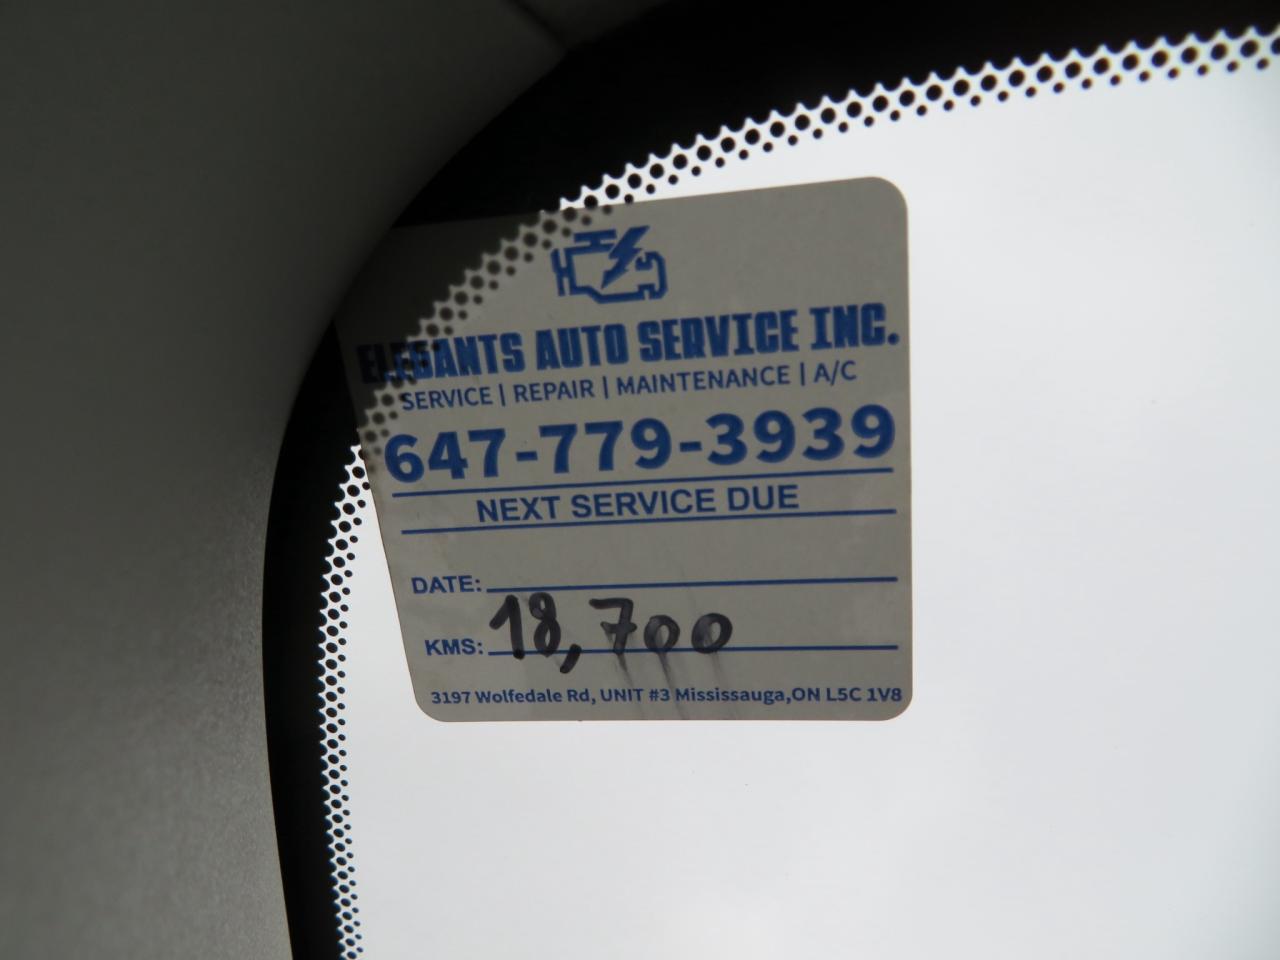 ELEGANTS AUTO SERVICE INC.
SERVICE | REPAIR | MAINTENANCE | A/C
647-779-3939
NEXT SERVICE DUE
DATE:
KMS: 18,700
3197 Wolfedale Rd, UNIT #3 Mississauga,ON L5C 1V8